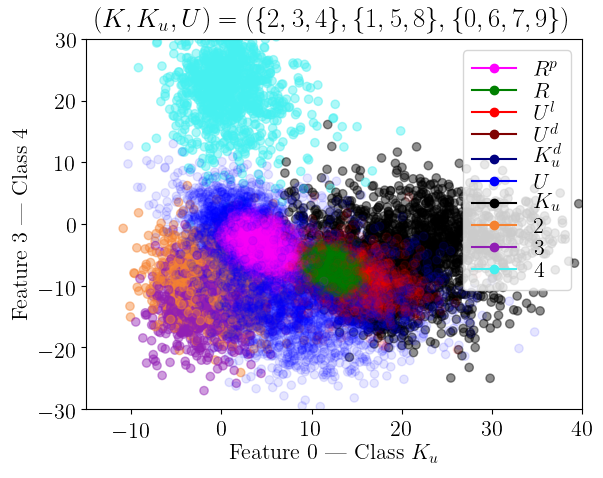 (K, K_u, U) = ({2, 3, 4}, {1, 5, 8}, {0, 6, 7, 9})
30
20
10
0
−10
−20
−30
Feature 3 — Class 4
R^p
R
U^l
U^d
K_u^d
U
K_u
2
3
4
−10
0
10
20
30
40
Feature 0 — Class K_u